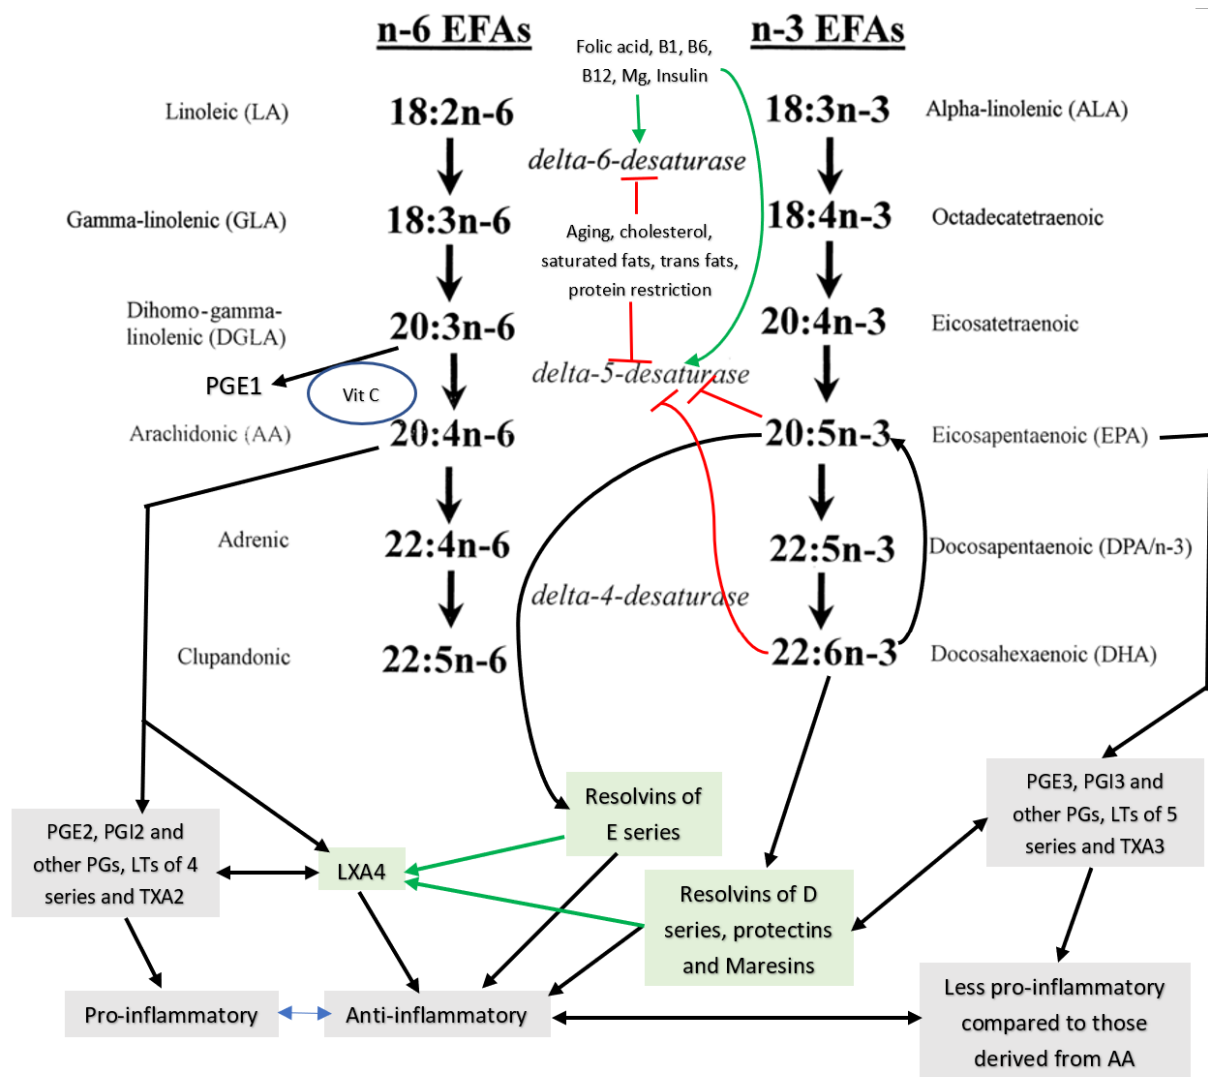 n-6 EFAs
n-3 EFAs
Folic acid, B1, B6,
B12, Mg, Insulin
Linoleic (LA)
18:2n-6
18:3n-3
Alpha-linolenic (ALA)
delta-6-desaturase
Gamma-linolenic (GLA)
18:3n-6
18:4n-3
Octadecatetraenoic
Aging, cholesterol,
saturated fats, trans fats,
protein restriction
Dihomo-gamma-
linolenic (DGLA)
20:3n-6
20:4n-3
Eicosatetraenoic
delta-5-desaturase
PGE1
Vit C
Arachidonic (AA)
20:4n-6
20:5n-3
Eicosapentaenoic (EPA)
Adrenic
22:4n-6
22:5n-3
Docosapentaenoic (DPA/n-3)
delta-4-desaturase
Clupandonic
22:5n-6
22:6n-3
Docosahexaenoic (DHA)
PGE2, PGI2 and
other PGs, LTs of 4
series and TXA2
LXA4
Resolvins of
E series
Resolvins of D
series, protectins
and Maresins
PGE3, PGI3 and
other PGs, LTs of 5
series and TXA3
Pro-inflammatory
Anti-inflammatory
Less pro-inflammatory
compared to those
derived from AA